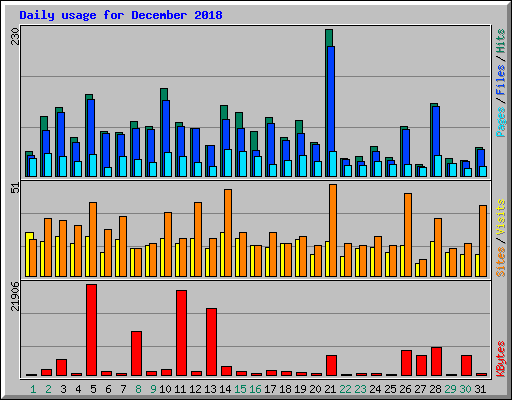 Daily usage for December 2018
230
51
21906
Pages / Files / Hits
Sites / Visits
KBytes
1 2 3 4 5 6 7 8 9 10 11 12 13 14 15 16 17 18 19 20 21 22 23 24 25 26 27 28 29 30 31